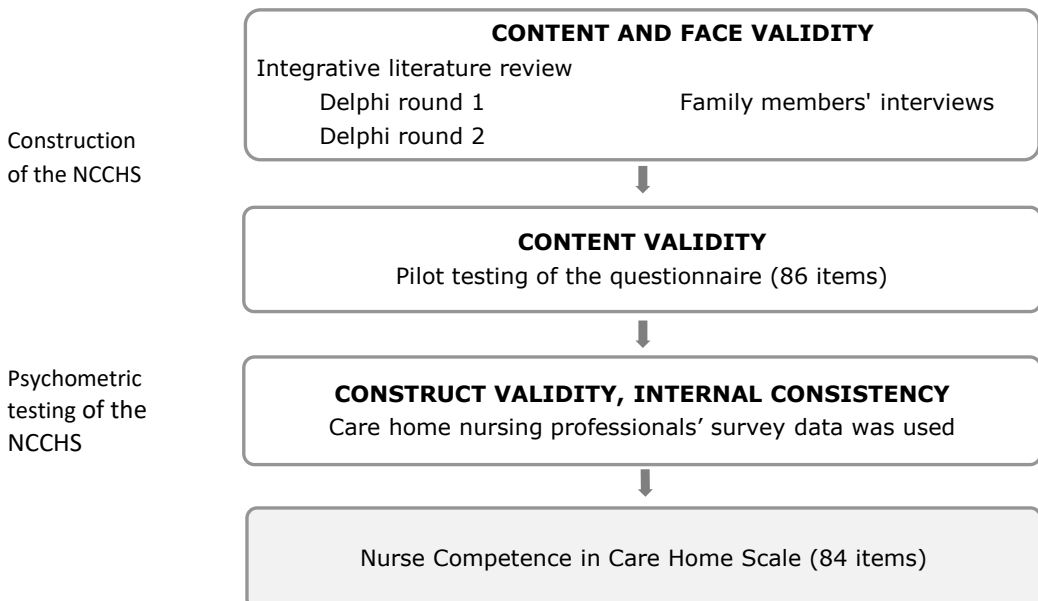 CONTENT AND FACE VALIDITY
Integrative literature review
Delphi round 1 Family members' interviews
Delphi round 2
Construction
of the NCCHS
CONTENT VALIDITY
Pilot testing of the questionnaire (86 items)
Psychometric
testing of the
NCCHS
CONSTRUCT VALIDITY, INTERNAL CONSISTENCY
Care home nursing professionals’ survey data was used
Nurse Competence in Care Home Scale (84 items)